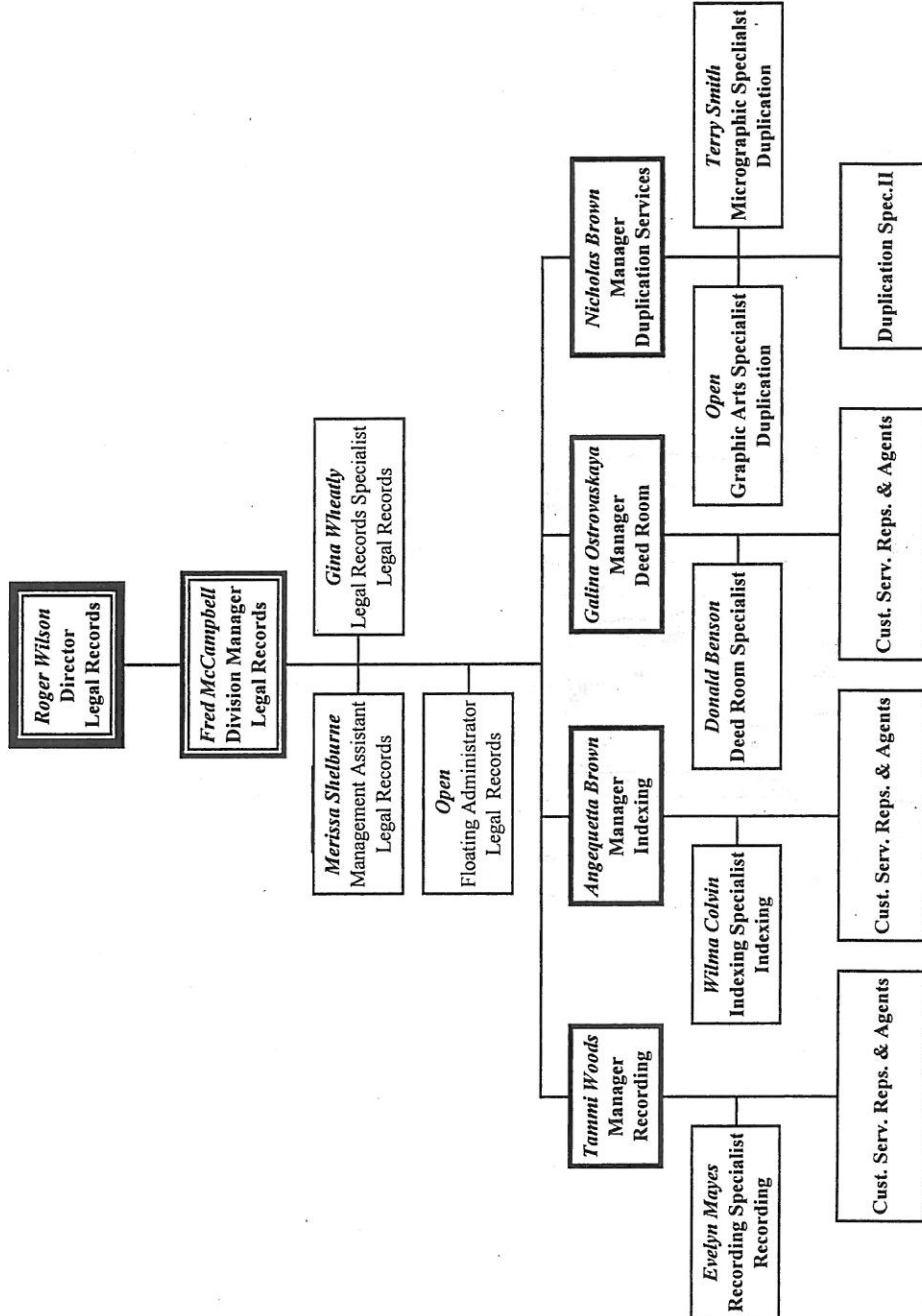 Roger Wilson
Director
Legal Records
Fred McCampbell
Division Manager
Legal Records
Merissa Shelburne
Management Assistant
Legal Records
Gina Wheatly
Legal Records Specialist
Legal Records
Open
Floating Administrator
Legal Records
Tammi Woods
Manager
Recording
Angequetta Brown
Manager
Indexing
Galina Ostrovaskaya
Manager
Deed Room
Nicholas Brown
Manager
Duplication Services
Evelyn Mayes
Recording Specialist
Recording
Wilma Colvin
Indexing Specialist
Indexing
Donald Benson
Deed Room Specialist
Open
Graphic Arts Specialist
Duplication
Terry Smith
Micrographic Specialst
Duplication
Cust. Serv. Reps. & Agents
Cust. Serv. Reps. & Agents
Cust. Serv. Reps. & Agents
Duplication Spec.II